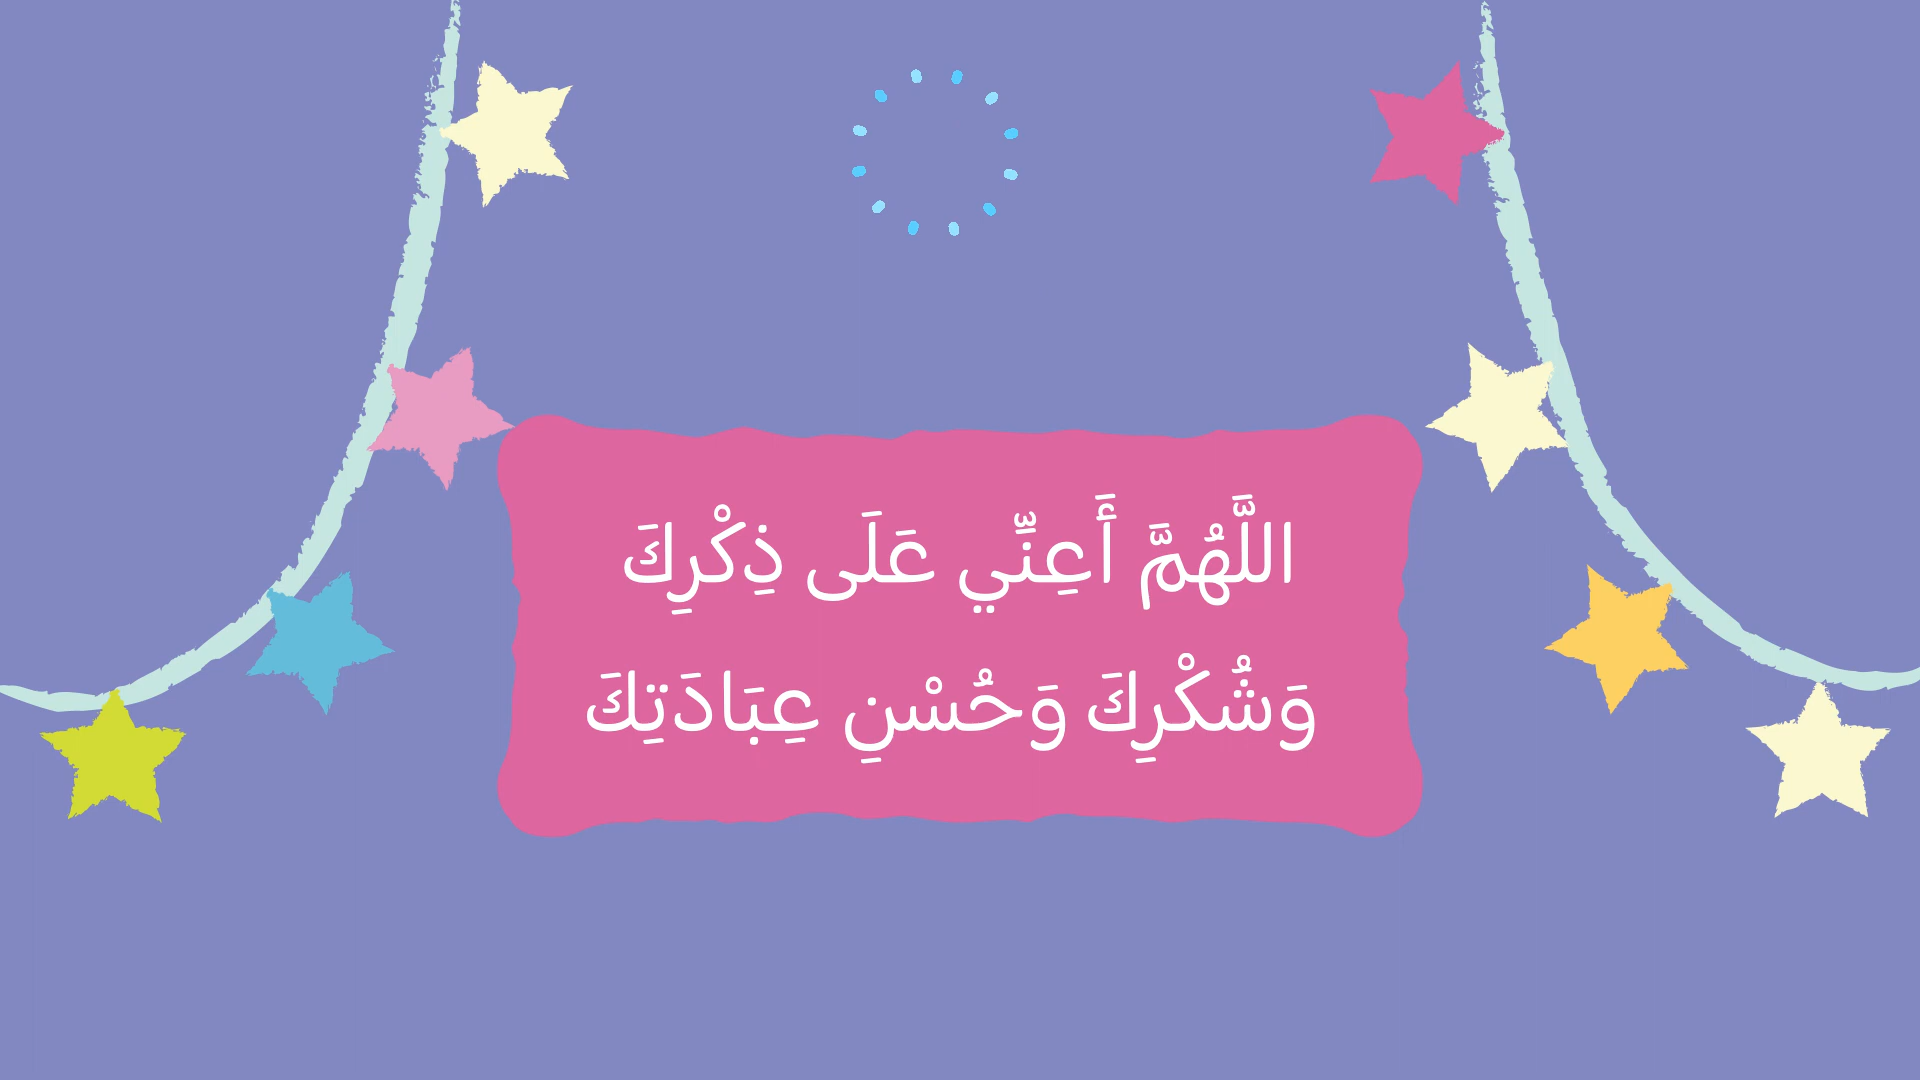 اللَّهُمَّ أَعِنِّي عَلَى ذِكْرِكَ
وَشُكْرِكَ وَحُسْنِ عِبَادَتِكَ